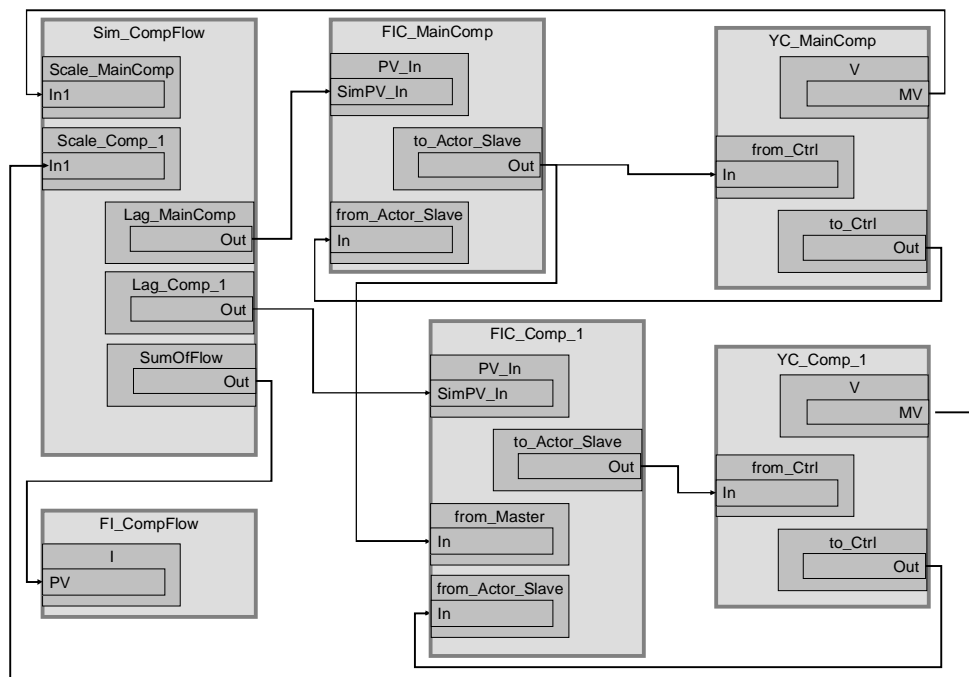 Sim_CompFlow
Scale_MainComp
In1
Scale_Comp_1
In1
Lag_MainComp
Out
Lag_Comp_1
Out
SumOfFlow
Out
FI_CompFlow
I
PV
FIC_MainComp
PV_In
SimPV_In
to_Actor_Slave
Out
from_Actor_Slave
In
YC_MainComp
V
MV
from_Ctrl
In
to_Ctrl
Out
FIC_Comp_1
PV_In
SimPV_In
to_Actor_Slave
Out
from_Master
In
from_Actor_Slave
In
YC_Comp_1
V
MV
from_Ctrl
In
to_Ctrl
Out